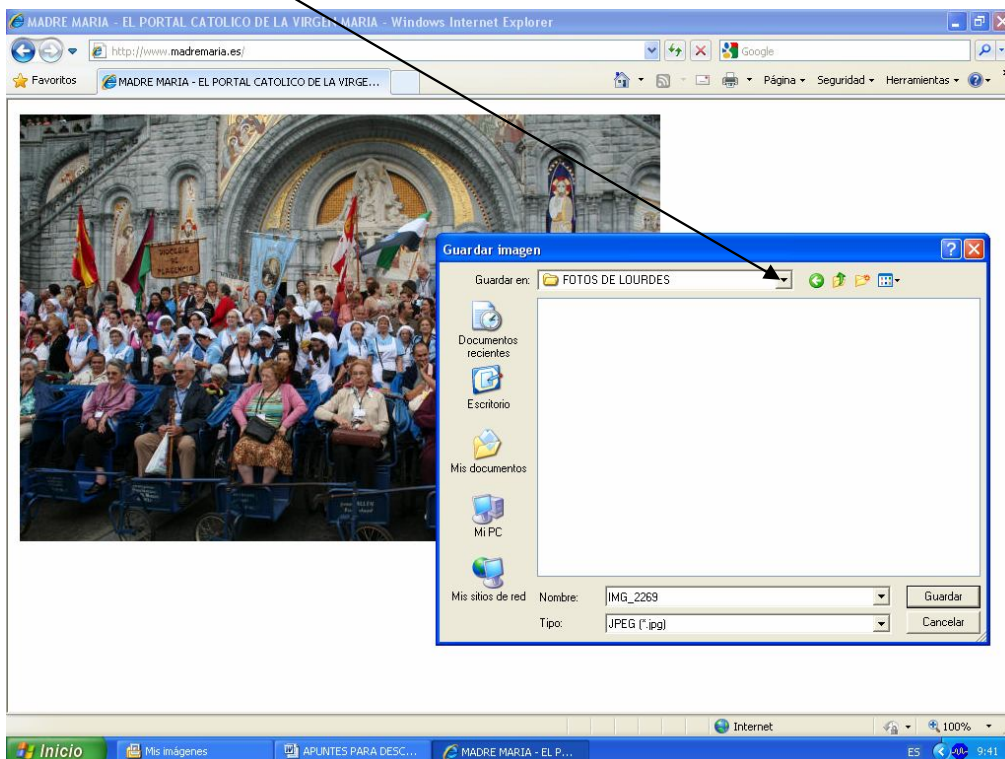 MADRE MARIA - EL PORTAL CATOLICO DE LA VIRGEN MARIA - Windows Internet Explorer
http://www.madremaria.es/
Google
Favoritos
MADRE MARIA - EL PORTAL CATOLICO DE LA VIRGE...
Página
Seguridad
Herramientas
DIOCESIS
DE
PLASENCIA
Guardar imagen
Guardar en:
FOTOS DE LOURDES
Documentos
recientes
Escritorio
Mis documentos
Mi PC
Mis sitios de red
Nombre:
IMG_2269
Guardar
Tipo:
JPEG (*.jpg)
Cancelar
Internet
100%
Inicio
Mis imágenes
APUNTES PARA DESC...
MADRE MARIA - EL P...
ES
9:41